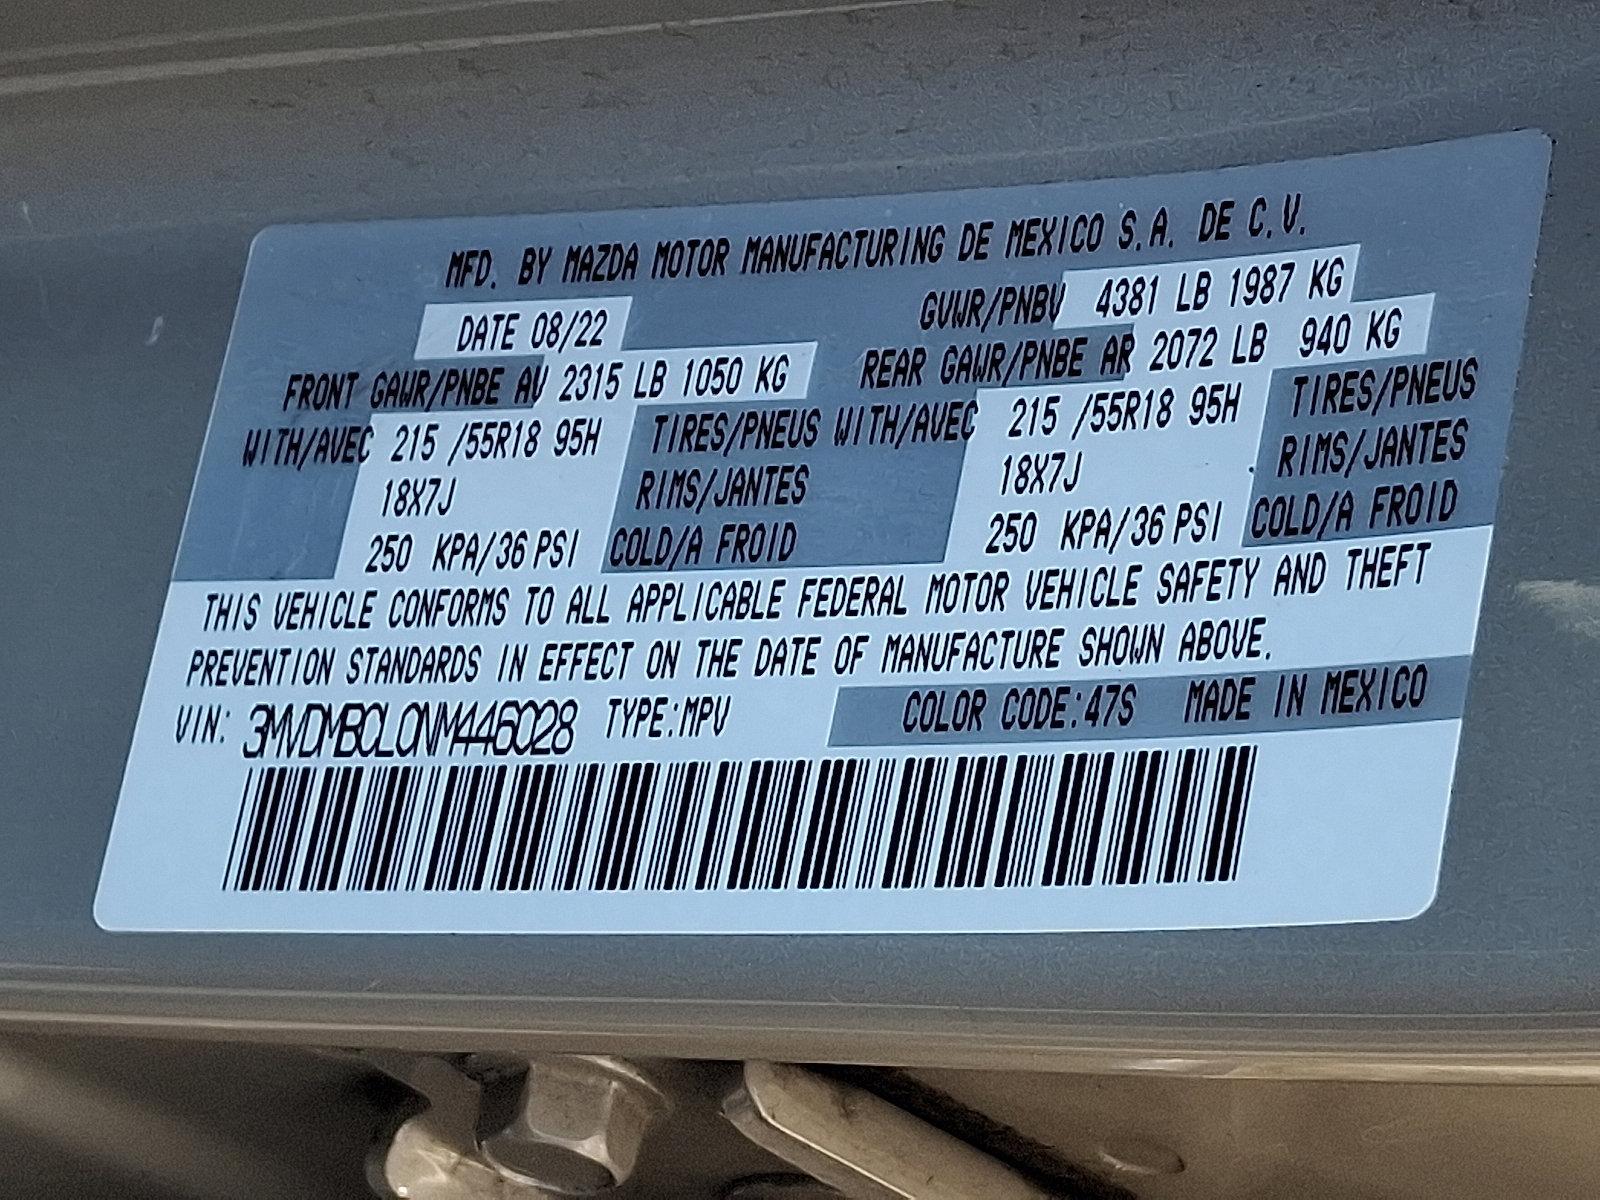 MFD. BY MAZDA MOTOR MANUFACTURING DE MEXICO S.A. DE C.V.
DATE 08/22 GVWR/PNBV 4381 LB 1987 KG
FRONT GAWR/PNBE AV 2315 LB 1050 KG REAR GAWR/PNBE AR 2072 LB 940 KG
WITH/AVEC 215 /55R18 95H TIRES/PNEUS WITH/AVEC 215 /55R18 95H TIRES/PNEUS
18X7J RIMS/JANTES 18X7J RIMS/JANTES
250 KPA/36 PSI COLD/A FROID 250 KPA/36 PSI COLD/A FROID
THIS VEHICLE CONFORMS TO ALL APPLICABLE FEDERAL MOTOR VEHICLE SAFETY AND THEFT
PREVENTION STANDARDS IN EFFECT ON THE DATE OF MANUFACTURE SHOWN ABOVE.
VIN: 3MVDMBCL0NM446028 TYPE:MPV COLOR CODE:47S MADE IN MEXICO